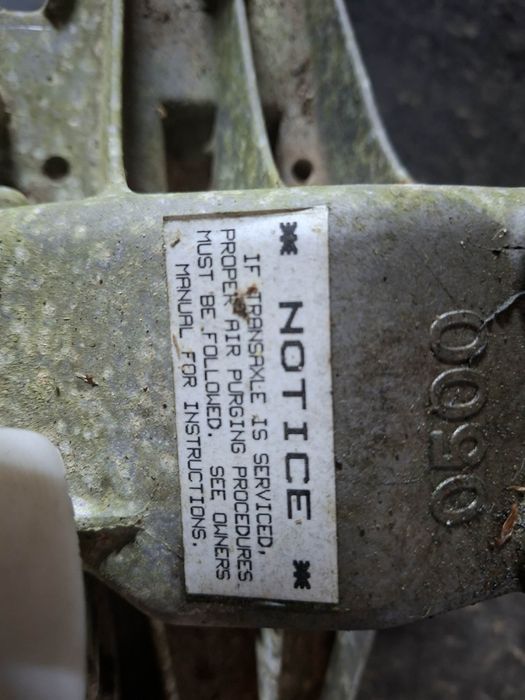 * NOTICE *
IF TRANSAXLE IS SERVICED,
PROPER AIR PURGING PROCEDURES
MUST BE FOLLOWED. SEE OWNERS
MANUAL FOR INSTRUCTIONS.
0500